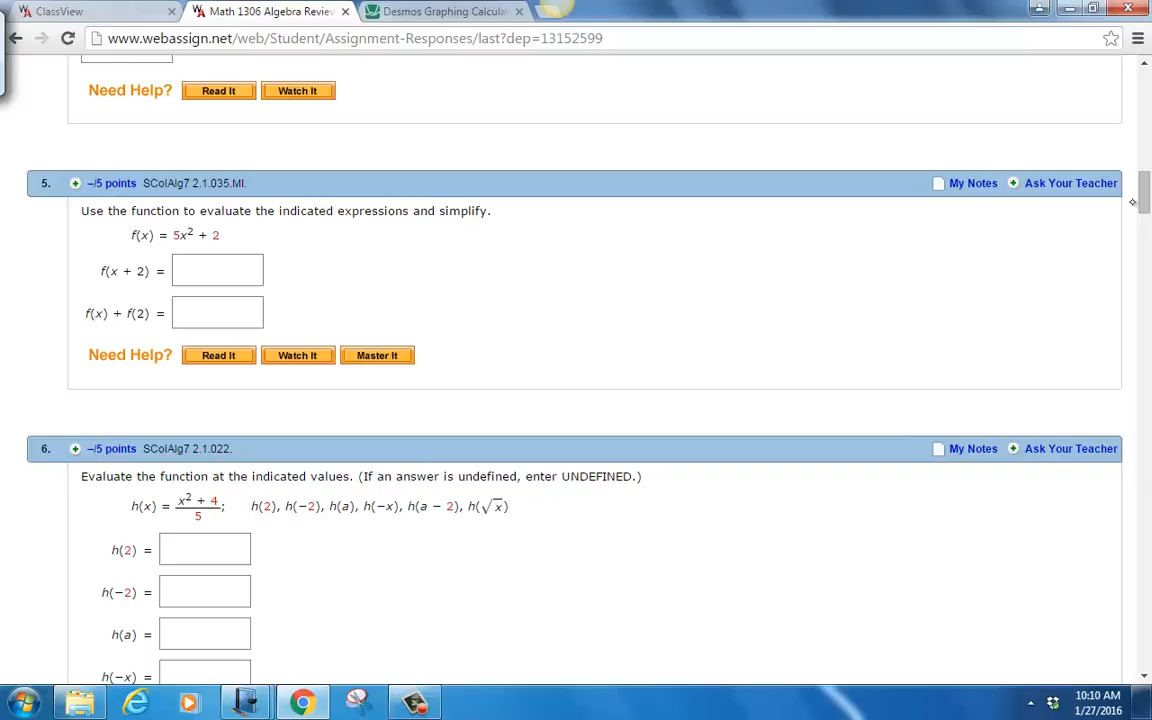 ClassView
Math 1306 Algebra Review
Desmos Graphing Calcula
www.webassign.net/web/Student/Assignment-Responses/last?dep=13152599
Need Help? Read It Watch It
5. –/5 points SColAlg7 2.1.035.MI. My Notes Ask Your Teacher
Use the function to evaluate the indicated expressions and simplify.
f(x) = 5x² + 2
f(x + 2) =
f(x) + f(2) =
Need Help? Read It Watch It Master It
6. –/5 points SColAlg7 2.1.022. My Notes Ask Your Teacher
Evaluate the function at the indicated values. (If an answer is undefined, enter UNDEFINED.)
h(x) = (x² + 4)/5; h(2), h(−2), h(a), h(−x), h(a − 2), h(√x)
h(2) =
h(−2) =
h(a) =
h(−x) =
10:10 AM
1/27/2016